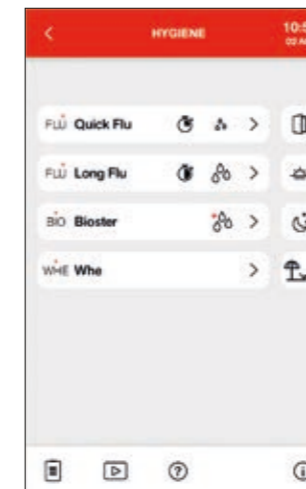 HYGIENE
FLU Quick Flu
FLU Long Flu
BIO Bioster
WHE Whe